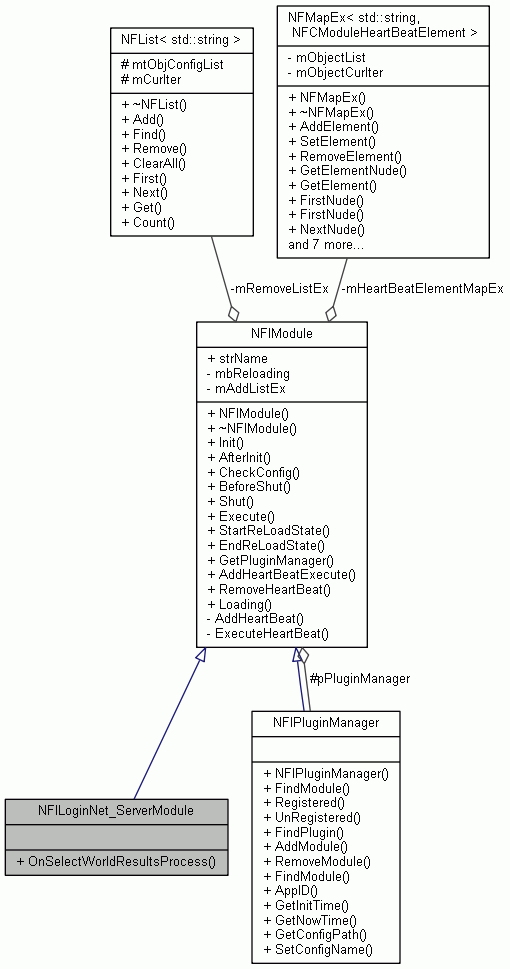 NFList< std::string >
# mtObjConfigList
# mCurIter
+ ~NFList()
+ Add()
+ Find()
+ Remove()
+ ClearAll()
+ First()
+ Next()
+ Get()
+ Count()
NFMapEx< std::string,
NFCModuleHeartBeatElement >
- mObjectList
- mObjectCurIter
+ NFMapEx()
+ ~NFMapEx()
+ AddElement()
+ SetElement()
+ RemoveElement()
+ GetElementNude()
+ GetElement()
+ FirstNude()
+ FirstNude()
+ NextNude()
and 7 more...
-mRemoveListEx
-mHeartBeatElementMapEx
NFIModule
+ strName
- mbReloading
- mAddListEx
+ NFIModule()
+ ~NFIModule()
+ Init()
+ AfterInit()
+ CheckConfig()
+ BeforeShut()
+ Shut()
+ Execute()
+ StartReLoadState()
+ EndReLoadState()
+ GetPluginManager()
+ AddHeartBeatExecute()
+ RemoveHeartBeat()
+ Loading()
- AddHeartBeat()
- ExecuteHeartBeat()
#pPluginManager
NFILoginNet_ServerModule
+ OnSelectWorldResultsProcess()
NFIPluginManager
+ NFIPluginManager()
+ FindModule()
+ Registered()
+ UnRegistered()
+ FindPlugin()
+ AddModule()
+ RemoveModule()
+ FindModule()
+ AppID()
+ GetInitTime()
+ GetNowTime()
+ GetConfigPath()
+ SetConfigName()